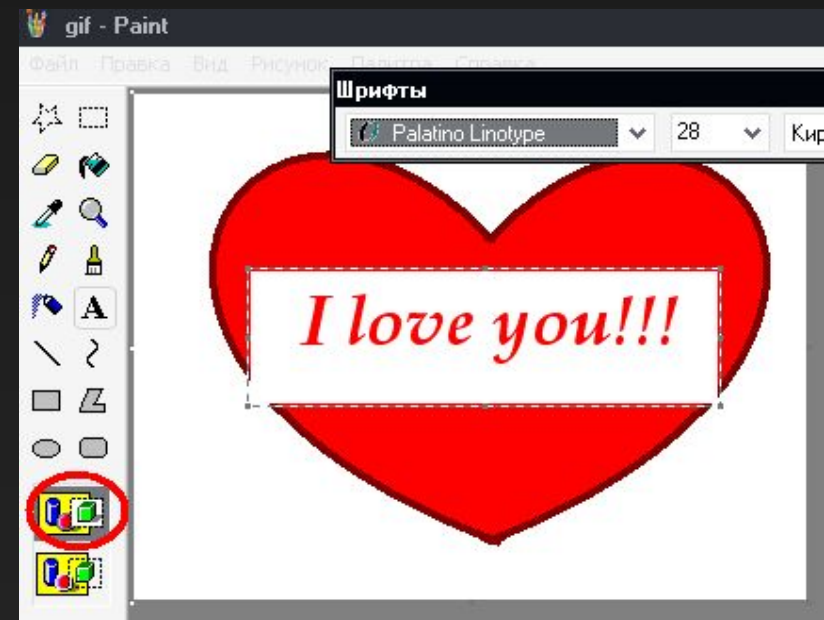 gif - Paint
Файл Правка Вид Рисунок Палитра Справка
Шрифты
Palatino Linotype 28 Кир
A
I love you!!!